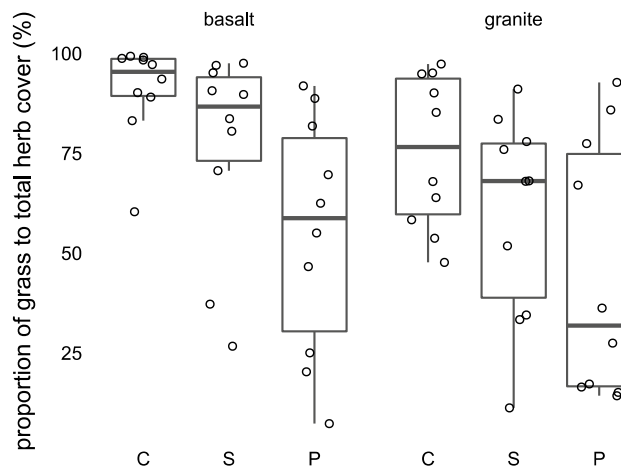 basalt granite
proportion of grass to total herb cover (%)
100
75
50
25
C S P C S P